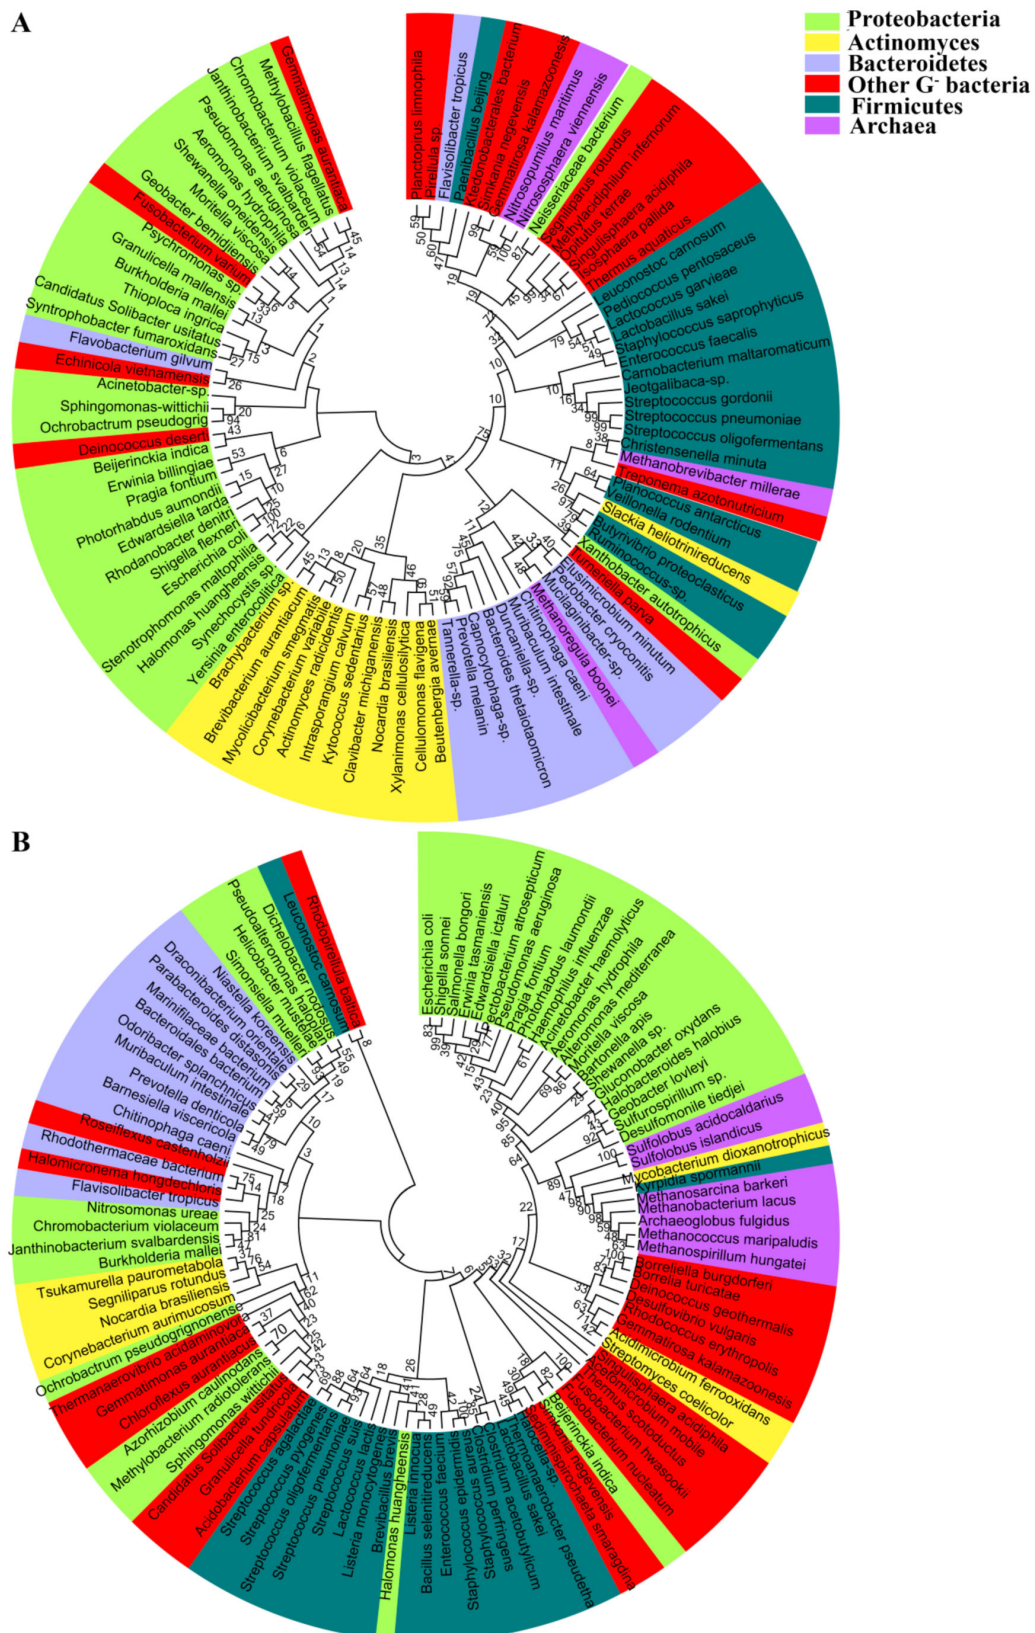 A
Proteobacteria
Actinomyces
Bacteroidetes
Other G⁻ bacteria
Firmicutes
Archaea
Planctopirus limnophila
Pirellula sp.
Flavisolibacter tropicus
Paenibacillus beijing
Ktedonobacterales bacterium
Simkania negevensis
Gemmatirosa kalamazoonesis
Nitrosopumilus maritimus
Nitrososphaera viennensis
Neisseriaceae bacterium
Segniliparus rotundus
Methylacidiphilum infernorum
Opitutus terrae
Singulisphaera acidiphila
Isosphaera pallida
Thermus aquaticus
Leuconostoc carnosum
Pediococcus pentosaceus
Lactococcus garvieae
Lactobacillus sakei
Staphylococcus saprophyticus
Enterococcus faecalis
Carnobacterium maltaromaticum
Jeotgalibaca-sp.
Streptococcus gordonii
Streptococcus pneumoniae
Streptococcus oligofermentans
Christensenella minuta
Methanobrevibacter millerae
Treponema azotonutricium
Planococcus antarcticus
Veillonella rodentium
Slackia heliotrinireducens
Butyrivibrio proteoclasticus
Ruminococcus-sp.
Xanthobacter autotrophicus
Turneriella parva
Elusimicrobium minutum
Pedobacter cryoconitis
Mucilaginibacter-sp.
Methanoregula boonei
Chitinophaga caeni
Muribaculum intestinale
Duncaniella-sp.
Bacteroides thetaiotaomicron
Capnocytophaga-sp.
Prevotella melanin
Tannerella-sp.
Beutenbergia avernae
Cellulomonas flavigena
Xylanimonas cellulosilytica
Nocardia brasiliensis
Clavibacter michiganensis
Kytococcus sedentarius
Intrasporangium calvum
Actinomyces radicidentis
Corynebacterium variable
Mycolicibacterium smegmatis
Brevibacterium aurantiacum
Brachybacterium sp.
Yersinia enterocolitica
Synechocystis sp.
Halomonas huangheensis
Stenotrophomonas maltophilia
Escherichia coli
Shigella flexneri
Rhodanobacter denitri
Edwardsiella tarda
Photorhabdus aumondii
Pragia fontium
Erwinia billingiae
Beijerinckia indica
Deinococcus deserti
Ochrobactrum pseudogrig
Sphingomonas-wittichii
Acinetobacter-sp.
Echinicola vietnamensis
Flavobacterium gilvum
Syntrophobacter fumaroxidans
Candidatus Solibacter usitatus
Thioploca ingrica
Burkholderia mallei
Granulicella mallensis
Psychromonas sp.
Fusobacterium varium
Geobacter bemidjiensis
Moritella viscosa
Shewanella oneidensis
Aeromonas hydrophila
Pseudomonas aeruginosa
Janthinobacterium svalbarden
Chromobacterium violaceum
Methylobacillus flagellatus
Gemmatimonas aurantiaca
B
Escherichia coli
Shigella sonnei
Salmonella bongori
Erwinia tasmaniensis
Edwardsiella ictaluri
Pectobacterium atrosepticum
Pseudomonas aeruginosa
Pragia fontium
Photorhabdus laumondii
Haemophilus influenzae
Acinetobacter haemolyticus
Aeromonas hydrophila
Alteromonas mediterranea
Moritella viscosa
Bartonella apis
Shewanella sp.
Gluconobacter oxydans
Halobacteroides halobius
Geobacter lovleyi
Sulfurospirillum sp.
Desulfomonile tiedjei
Sulfolobus acidocaldarius
Sulfolobus islandicus
Mycobacterium dioxanotrophicus
Kyrpidia spormannii
Methanosarcina barkeri
Methanobacterium lacus
Archaeoglobus fulgidus
Methanococcus maripaludis
Methanospirillum hungatei
Borreliella burgdorferi
Borrelia turicatae
Deinococcus geothermalis
Desulfovibrio vulgaris
Rhodococcus erythropolis
Gemmatirosa kalamazoonesis
Acidimicrobium ferrooxidans
Streptomyces coelicolor
Singulisphaera acidiphila
Acetomicrobium mobile
Thermus scotoductus
Fusobacterium hwasookii
Fusobacterium nucleatum
Beijerinckia indica
Simkania negevensis
Sediminispirochaeta smaragdina
Halocella-sp.
Thermoanaerobacter pseudetha
Lactobacillus sakei
Clostridium acetobutylicum
Clostridium perfringens
Staphylococcus aureus
Staphylococcus epidermidis
Enterococcus faecium
Bacillus selenitireducens
Listeria innocua
Halomonas huangheensis
Brevibacillus brevis
Listeria monocytogenes
Lactococcus lactis
Streptococcus suis
Streptococcus pneumoniae
Streptococcus oligofermentans
Streptococcus pyogenes
Streptococcus agalactiae
Acidobacterium capsulatum
Granulicella tundricola
Candidatus Solibacter usitatus
Sphingomonas wittichii
Methylobacterium radiotolerans
Azorhizobium caulinodans
Chloroflexus aurantiacus
Gemmatimonas aurantiaca
Thermanaerovibrio acidaminovora
Ochrobactrum pseudogrignonense
Corynebacterium aurimucosum
Nocardia brasiliensis
Segniliparus rotundus
Tsukamurella paurometabola
Burkholderia mallei
Janthinobacterium svalbardensis
Chromobacterium violaceum
Nitrosomonas ureae
Flavisolibacter tropicus
Halomicronema hongdechloris
Rhodothermaceae bacterium
Roseiflexus castenholzii
Chitinophaga caeni
Barnesiella viscericola
Prevotella denticola
Muribaculum intestinale
Odoribacter splanchnicus
Bacteroidales bacterium
Parabacteroides distasonis
Marinifilaceae bacterium
Draconibacterium orientale
Niastella koreensis
Simonsiella muelleri
Helicobacter mustelae
Pseudoalteromonas haloplan
Dichelobacter nodosus
Leuconostoc carnosum
Rhodopirellula baltica